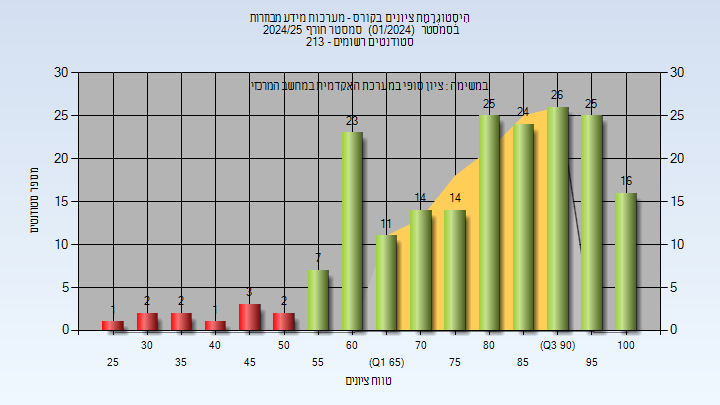 היסטוגרמת ציונים בקורס - מערכות מידע מבחרות
בסמסטר (01/2024) סמסטר חורף 2024/25
סטודנטים רשומים - 213
במשימה : ציון סופי במערכת האקדמית במחשב המרכזי
מספר סטודנטים
30 25 20 15 10 5 0
30 25 20 15 10 5 0
1 2 2 1 3 2 7 23 11 14 14 25 24 26 25 16
30 40 50 60 70 80 (Q3 90) 100
25 35 45 55 (Q1 65) 75 85 95
טווח ציונים